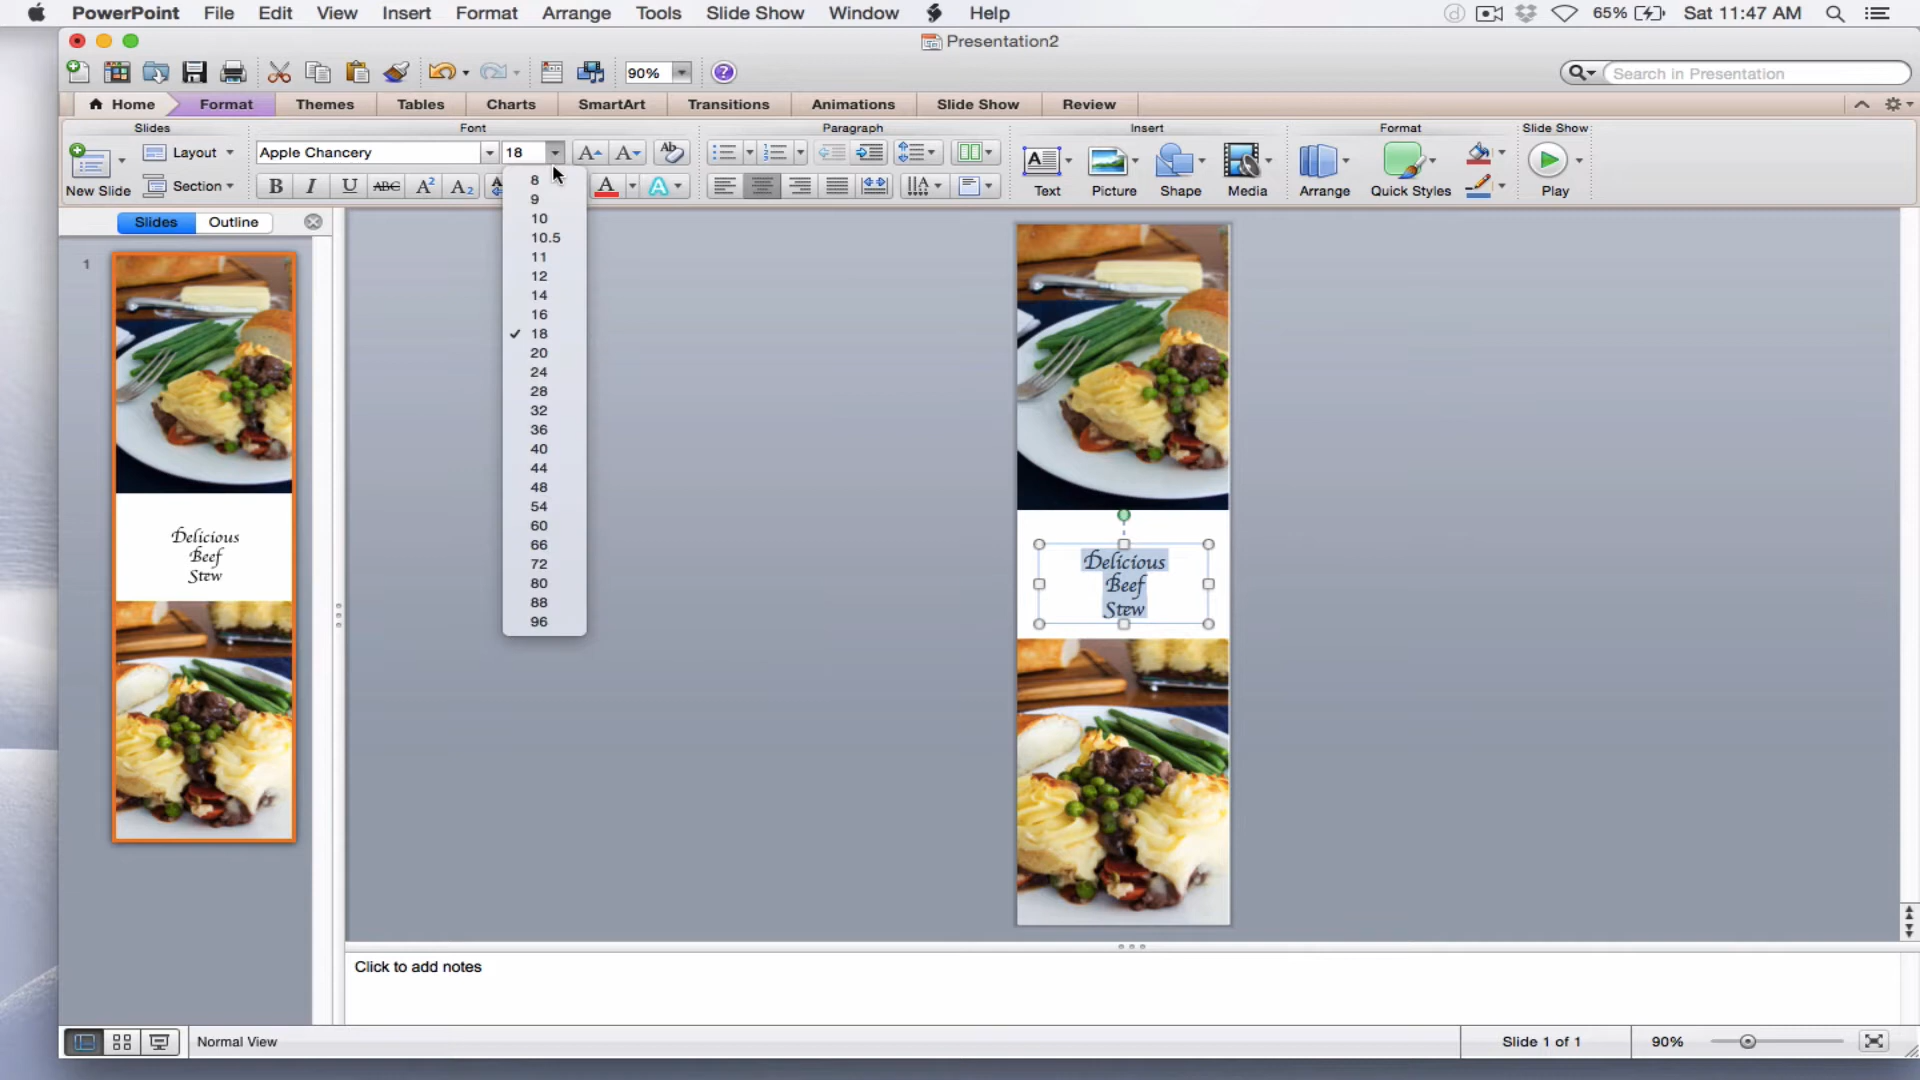 PowerPoint File Edit View Insert Format Arrange Tools Slide Show Window Help 65% Sat 11:47 AM
Presentation2
90% ? Search in Presentation
Home Format Themes Tables Charts SmartArt Transitions Animations Slide Show Review
Slides Font Paragraph Insert Format Slide Show
Layout Apple Chancery 18
New Slide Section B I U ABC A2 A2 Text Picture Shape Media Arrange Quick Styles Play
Slides Outline
1
8
9
10
10.5
11
12
14
16
18
20
24
28
32
36
40
44
48
54
60
66
72
80
88
96
Delicious
Beef
Stew
Delicious
Beef
Stew
Click to add notes
Normal View Slide 1 of 1 90%